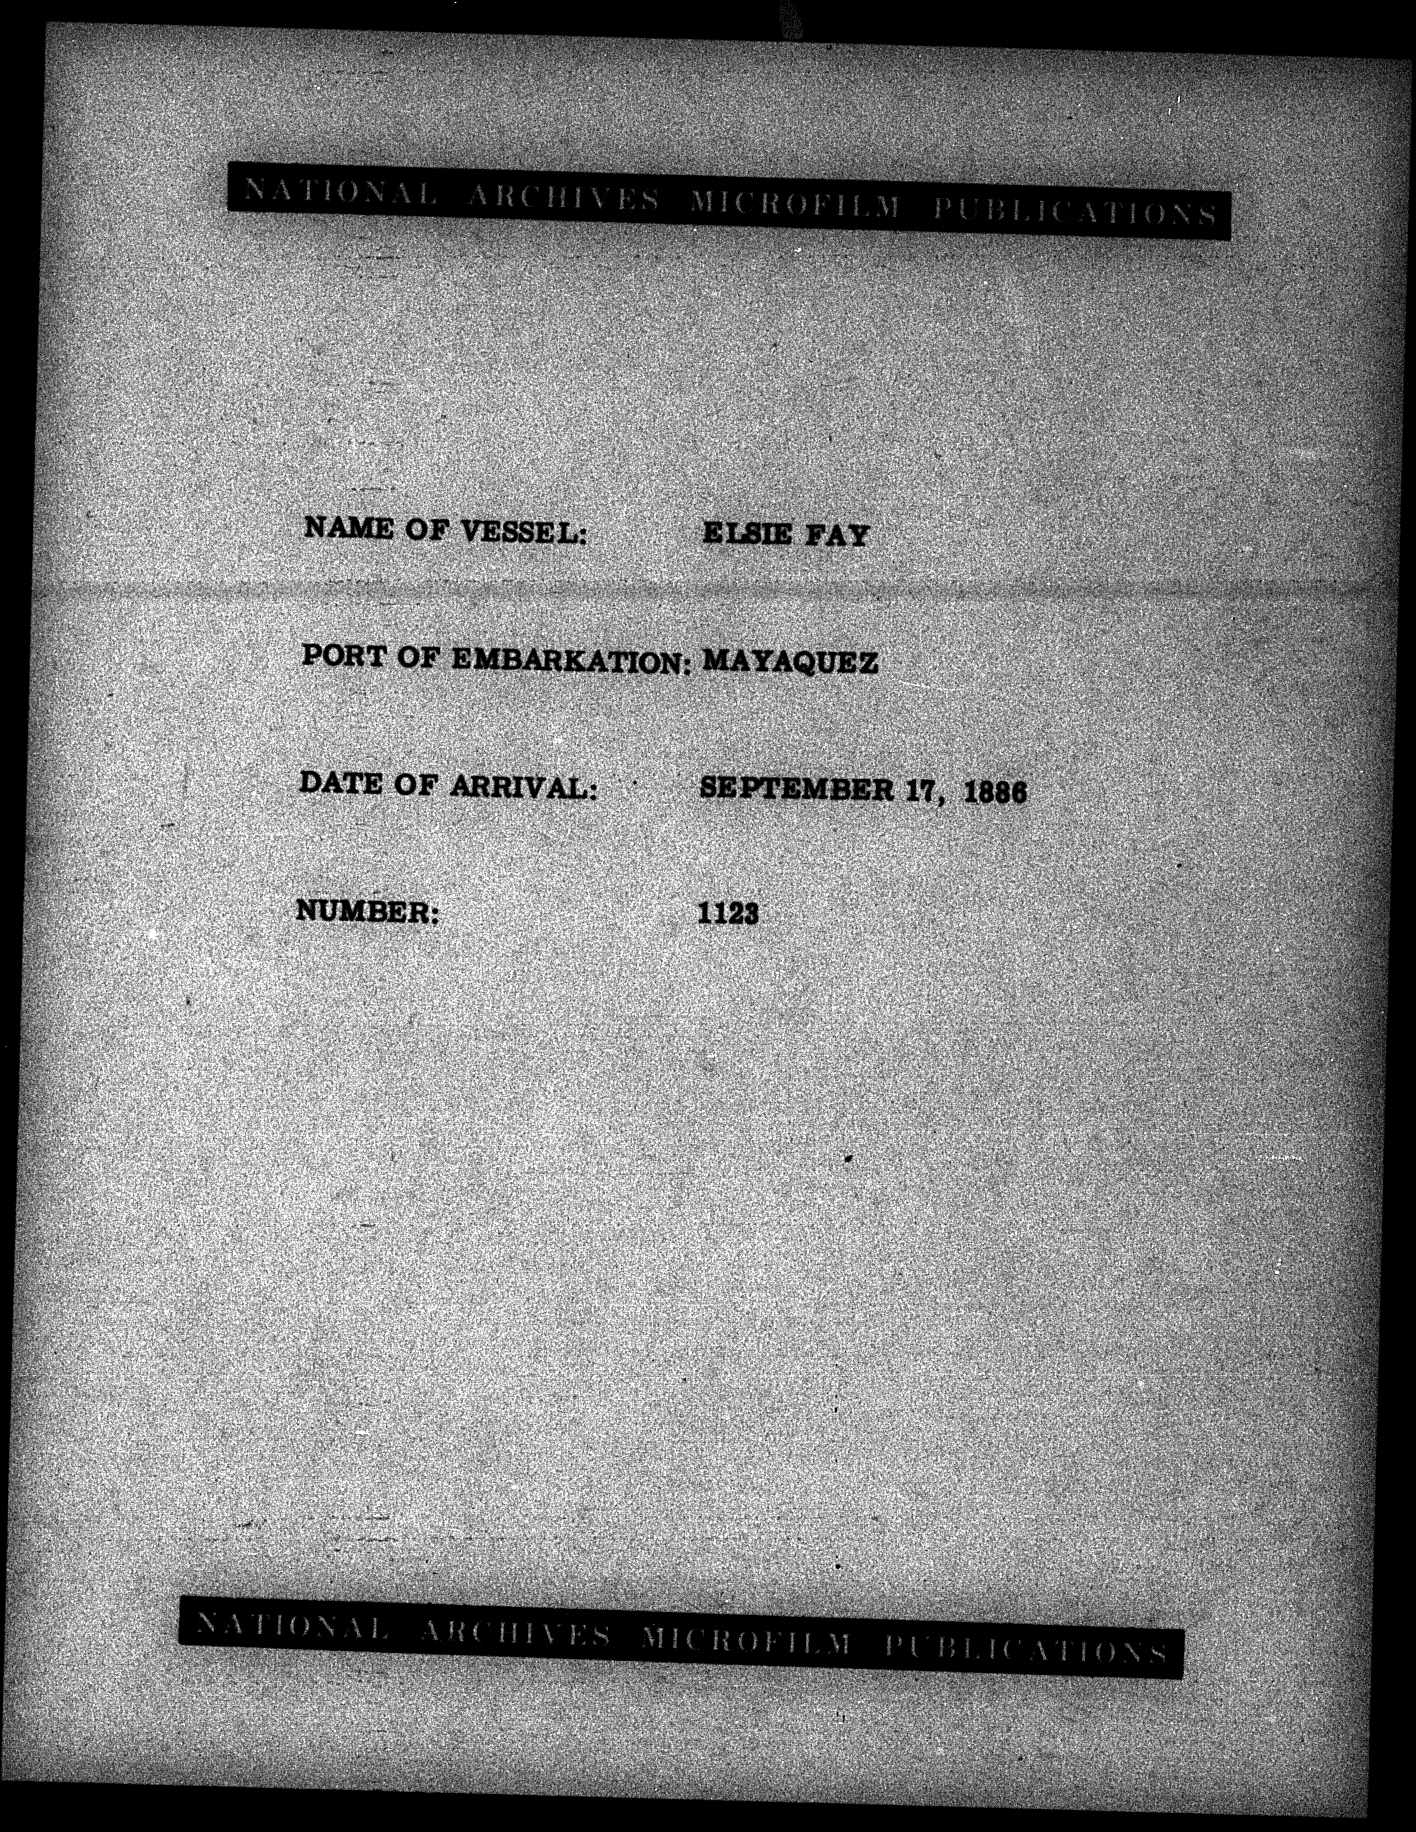 NATIONAL ARCHIVES MICROFILM PUBLICATIONS
NAME OF VESSEL: ELSIE FAY
PORT OF EMBARKATION: MAYAQUEZ
DATE OF ARRIVAL: SEPTEMBER 17, 1886
NUMBER: 1123
NATIONAL ARCHIVES MICROFILM PUBLICATIONS